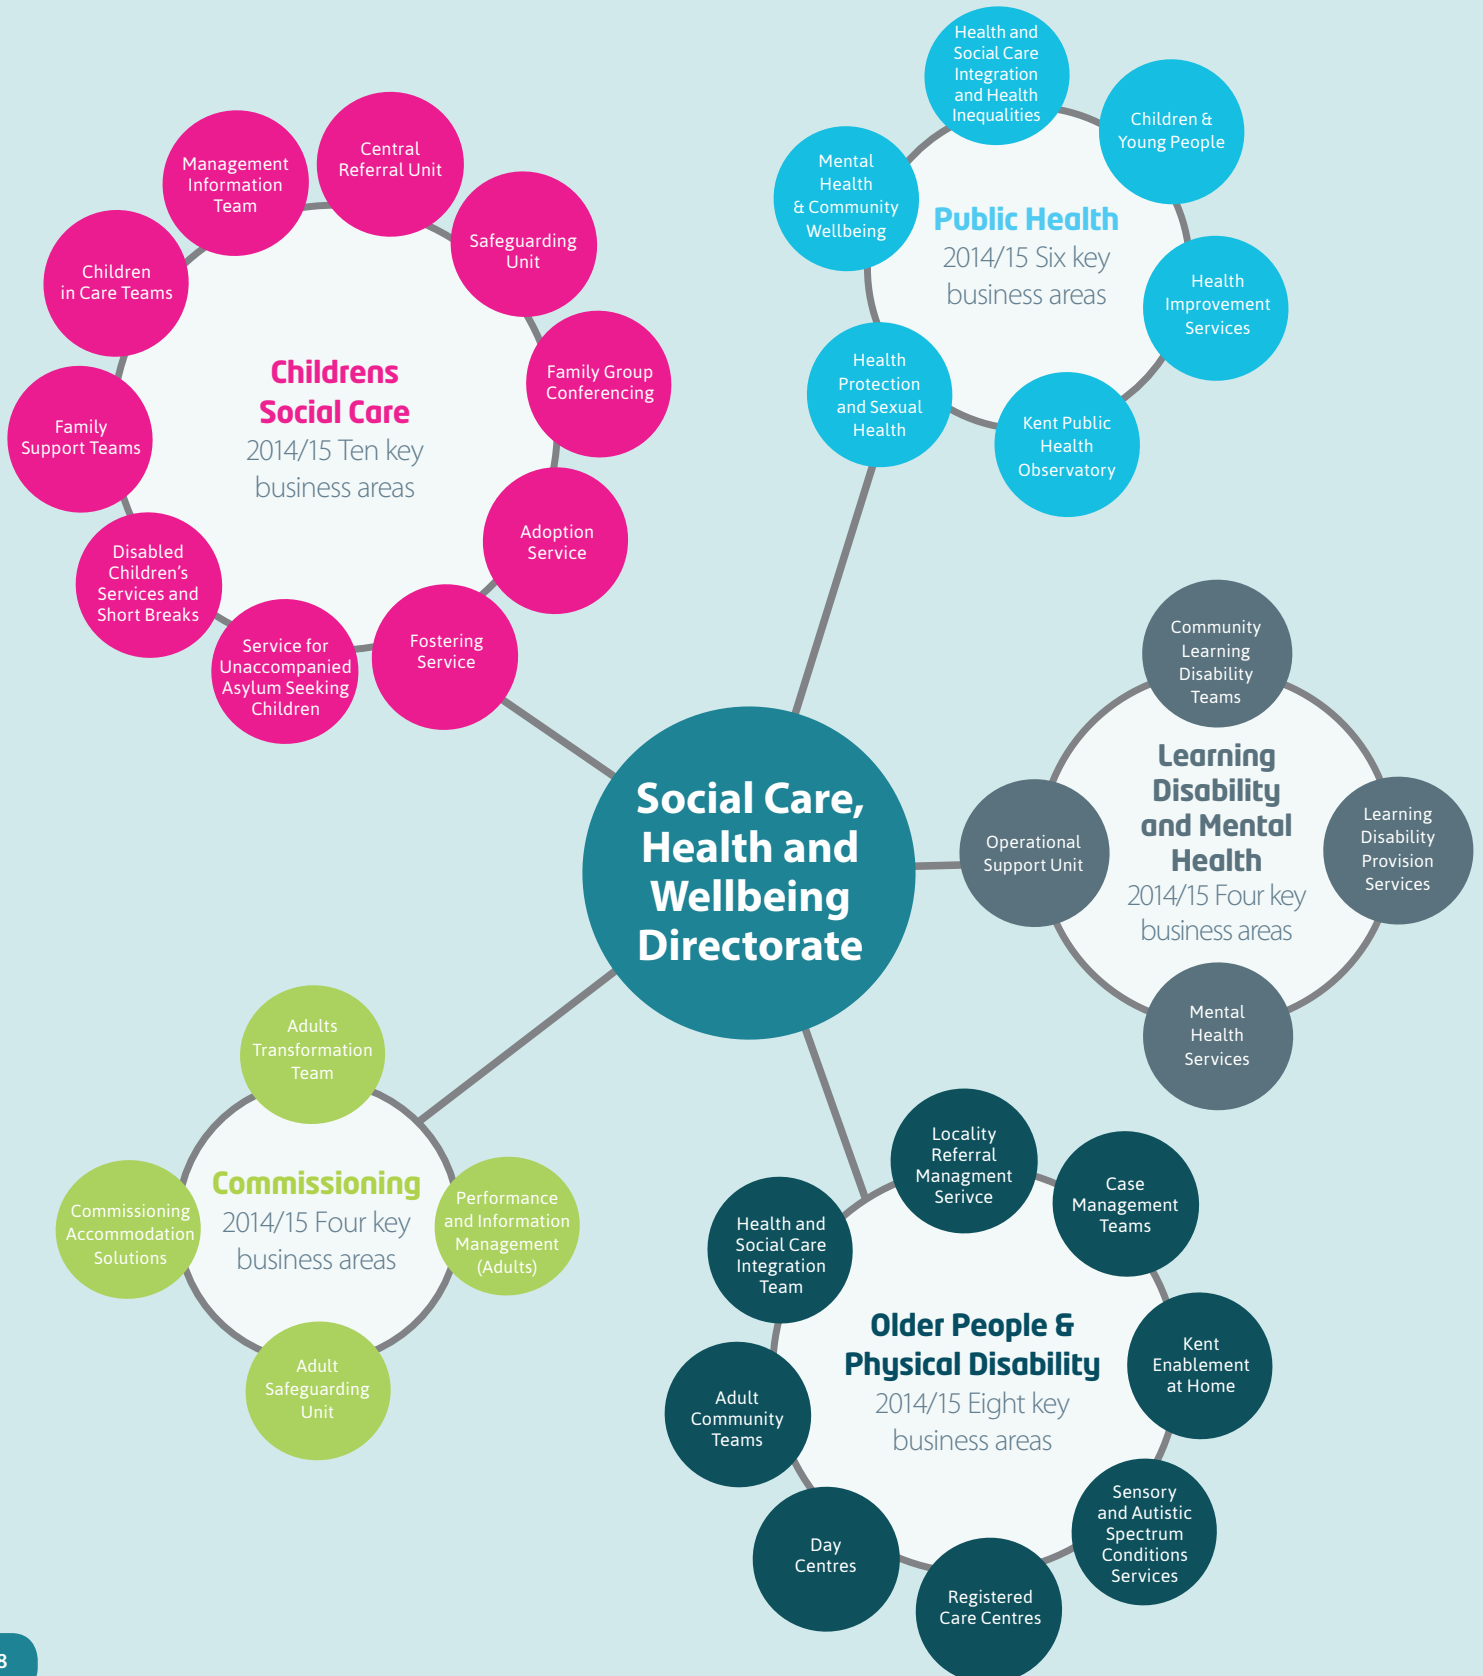 Health and
Social Care
Integration
and Health
Inequalities
Children &
Young People
Mental
Health
& Community
Wellbeing
Public Health
2014/15 Six key
business areas
Health
Improvement
Services
Health
Protection
and Sexual
Health
Kent Public
Health
Observatory
Central
Referral Unit
Management
Information
Team
Safeguarding
Unit
Children
in Care Teams
Family Group
Conferencing
Childrens
Social Care
2014/15 Ten key
business areas
Family
Support Teams
Adoption
Service
Disabled
Children’s
Services and
Short Breaks
Service for
Unaccompanied
Asylum Seeking
Children
Fostering
Service
Social Care,
Health and
Wellbeing
Directorate
Community
Learning
Disability
Teams
Learning
Disability
and Mental
Health
2014/15 Four key
business areas
Operational
Support Unit
Learning
Disability
Provision
Services
Mental
Health
Services
Adults
Transformation
Team
Commissioning
2014/15 Four key
business areas
Commissioning
Accommodation
Solutions
Performance
and Information
Management
(Adults)
Adult
Safeguarding
Unit
Locality
Referral
Managment
Serivce
Case
Management
Teams
Health and
Social Care
Integration
Team
Older People &
Physical Disability
2014/15 Eight key
business areas
Kent
Enablement
at Home
Adult
Community
Teams
Sensory
and Autistic
Spectrum
Conditions
Services
Day
Centres
Registered
Care Centres
8